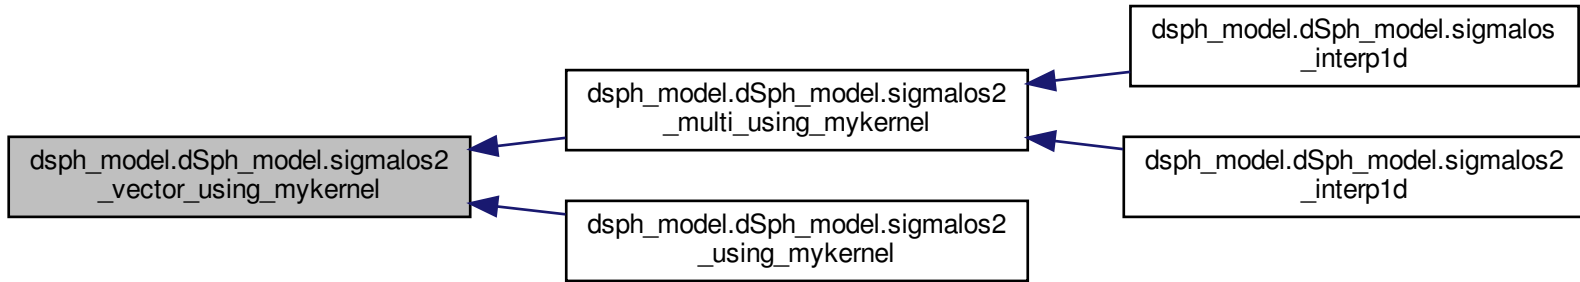 dsph_model.dSph_model.sigmalos2
_vector_using_mykernel
dsph_model.dSph_model.sigmalos2
_multi_using_mykernel
dsph_model.dSph_model.sigmalos2
_using_mykernel
dsph_model.dSph_model.sigmalos
_interp1d
dsph_model.dSph_model.sigmalos2
_interp1d